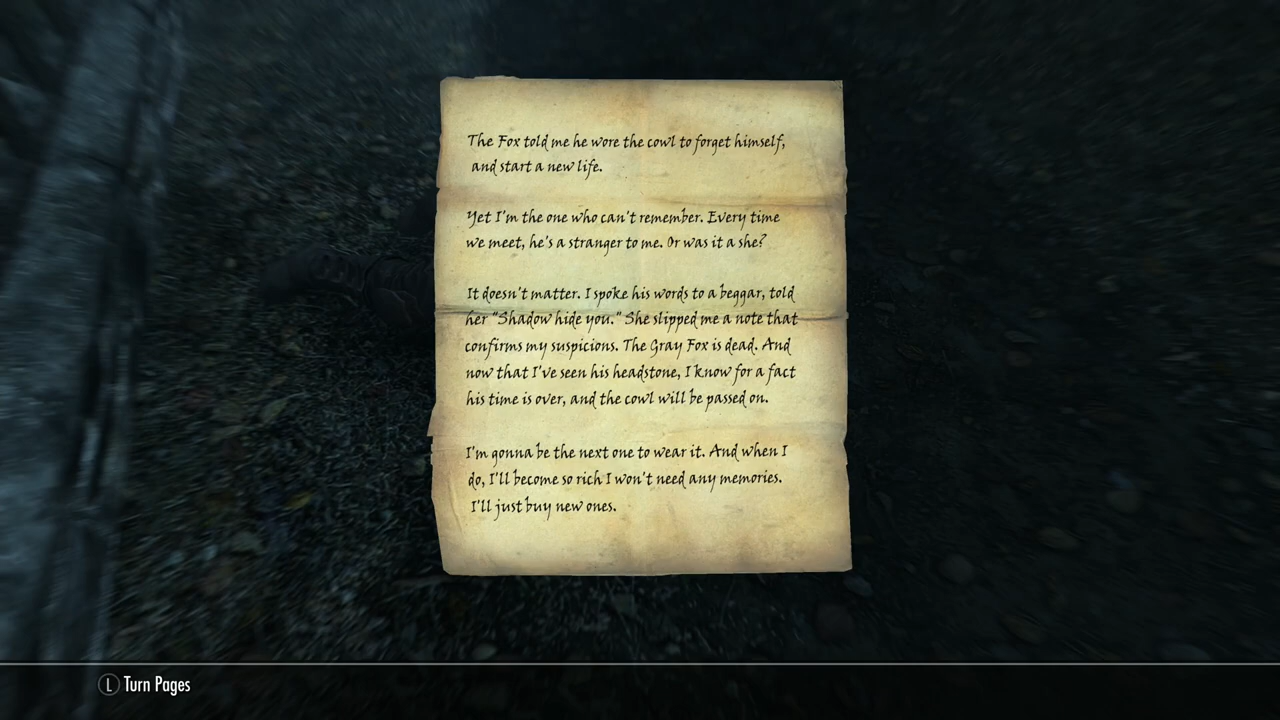 The Fox told me he wore the cowl to forget himself,
and start a new life.
Yet I'm the one who can't remember. Every time
we meet, he's a stranger to me. Or was it a she?
It doesn't matter. I spoke his words to a beggar, told
her "Shadow hide you." She slipped me a note that
confirms my suspicions. The Gray Fox is dead. And
now that I've seen his headstone, I know for a fact
his time is over, and the cowl will be passed on.
I'm gonna be the next one to wear it. And when I
do, I'll become so rich I won't need any memories.
I'll just buy new ones.
L Turn Pages